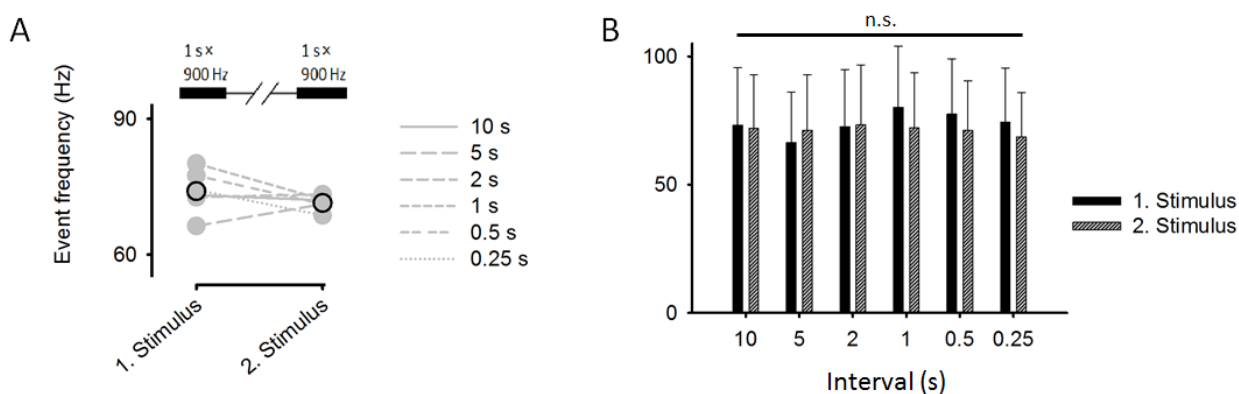 A
1 s x
900 Hz
1 s x
900 Hz
Event frequency (Hz)
90
60
1. Stimulus
2. Stimulus
10 s
5 s
2 s
1 s
0.5 s
0.25 s
B
n.s.
100
50
0
10 5 2 1 0.5 0.25
Interval (s)
1. Stimulus
2. Stimulus